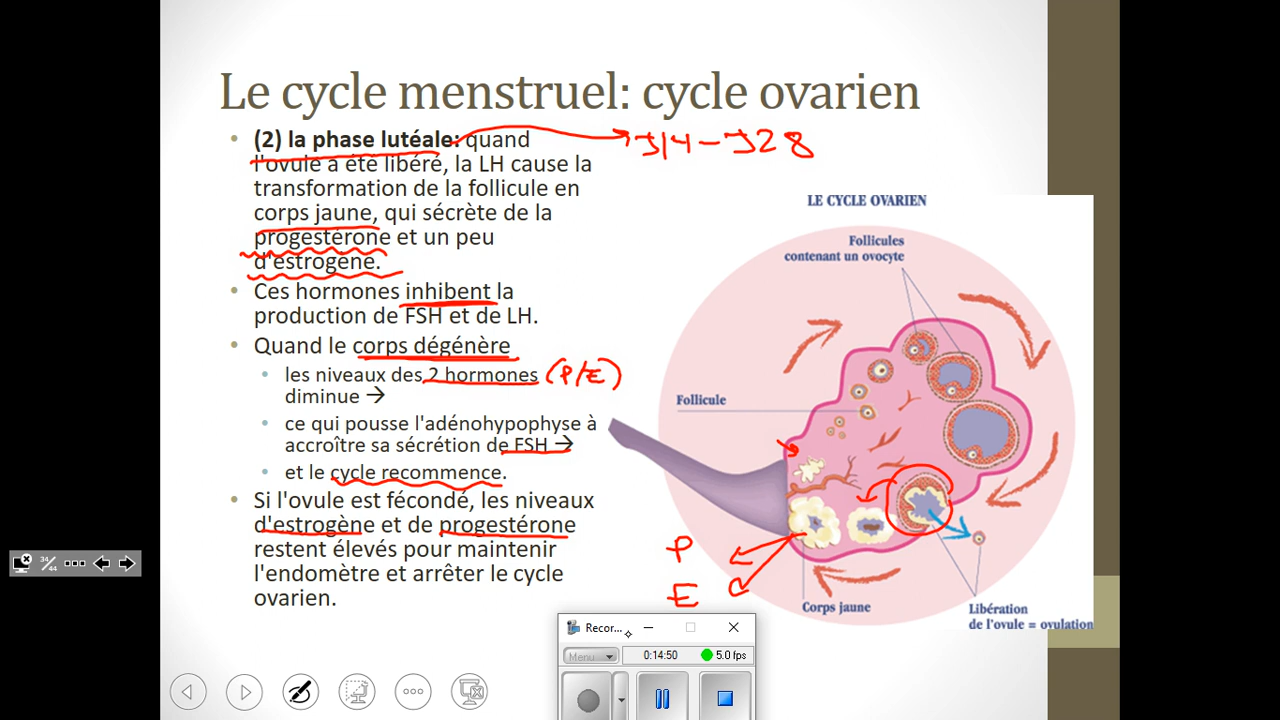 Le cycle menstruel: cycle ovarien
• (2) la phase lutéale: quand
l'ovule a été libéré, la LH cause la
transformation de la follicule en
corps jaune, qui sécrète de la
progestérone et un peu
d'estrogène.
• Ces hormones inhibent la
production de FSH et de LH.
• Quand le corps dégénère
• les niveaux des 2 hormones (P/E)
diminue →
• ce qui pousse l'adénohypophyse à
accroître sa sécrétion de FSH →
• et le cycle recommence.
• Si l'ovule est fécondé, les niveaux
d'estrogène et de progestérone
restent élevés pour maintenir
l'endomètre et arrêter le cycle
ovarien.
J14 – J28
LE CYCLE OVARIEN
Follicules
contenant un ovocyte
Follicule
P
E
Corps jaune
Libération
de l'ovule = ovulation
34/44
Recor...
Menu
0:14:50
5.0 fps